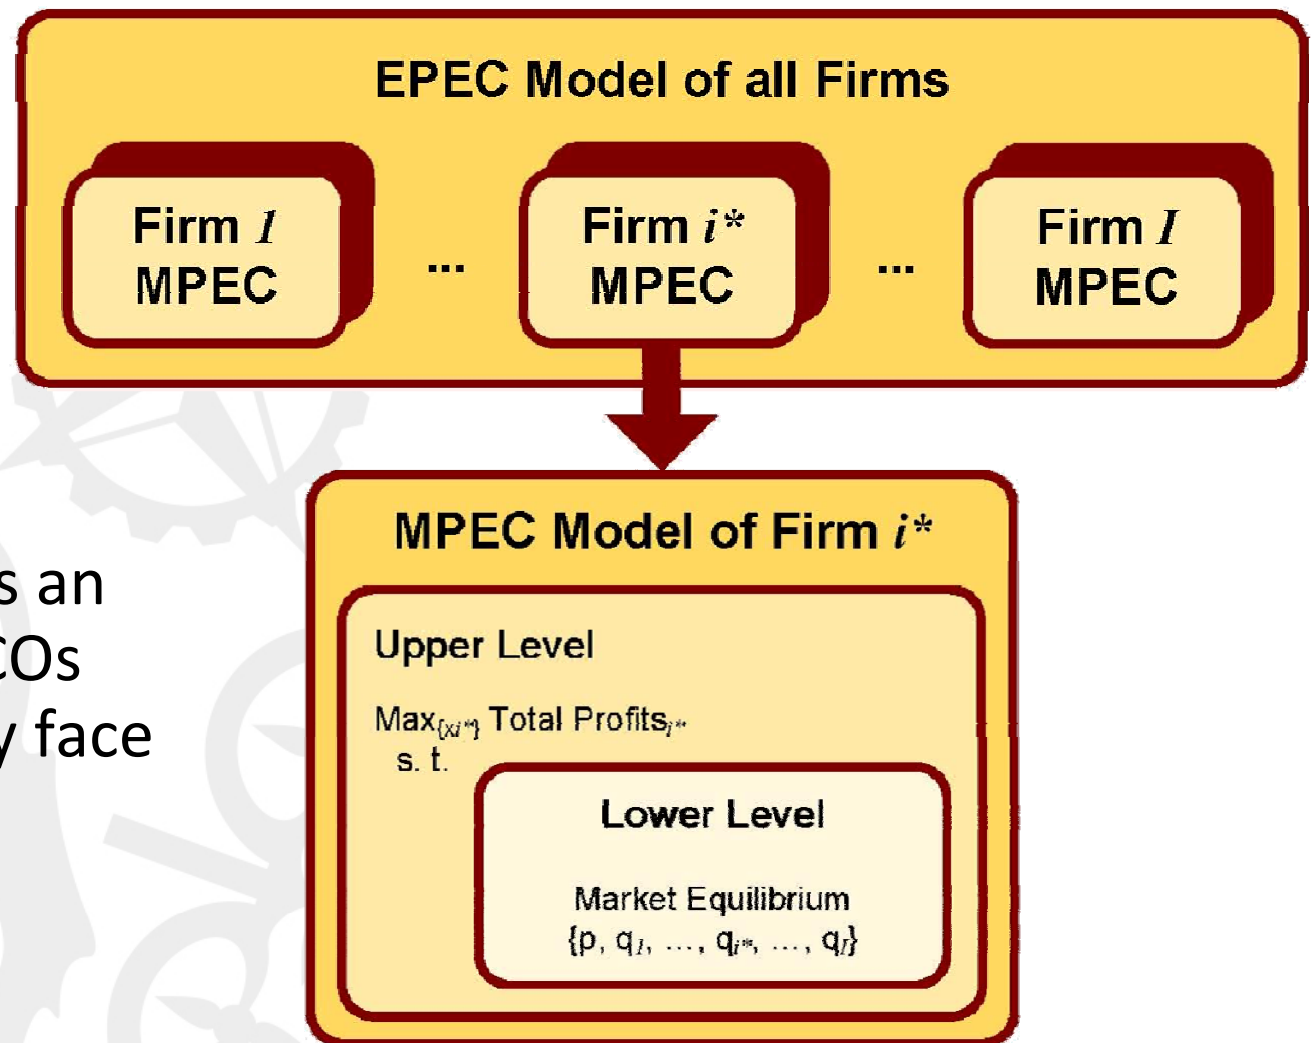 EPEC Model of all Firms
Firm 1
MPEC
...
Firm i*
MPEC
...
Firm I
MPEC
MPEC Model of Firm i*
s an
COs
y face
Upper Level
Max{xi*} Total Profitsi*
s. t.
Lower Level
Market Equilibrium
{p, q1, ..., qi*, ..., qI}